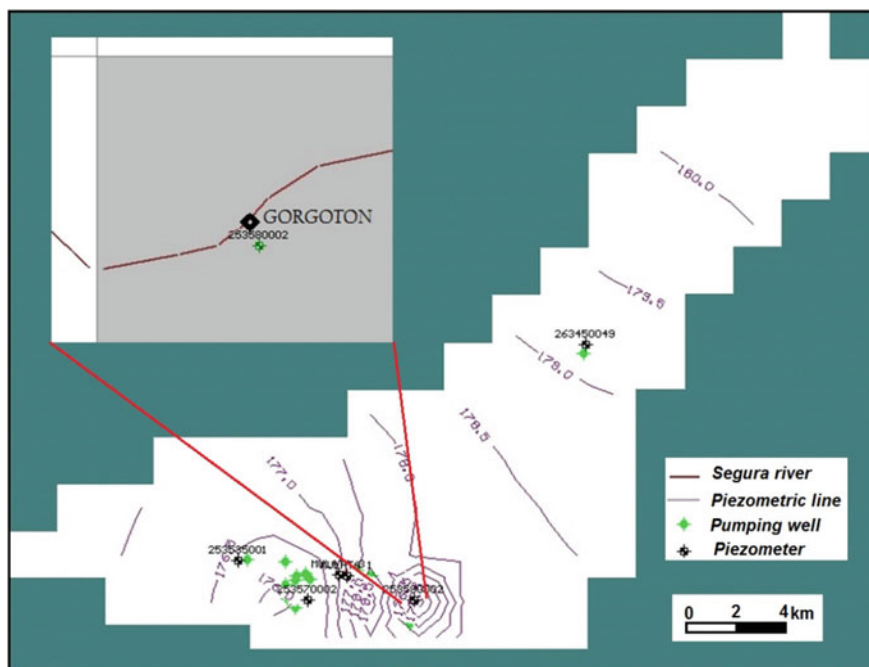 GORGOTON
253580002
180.0
179.5
263450049
179.0
178.5
178.0
177.0
253535001
253570002
Segura river
Piezometric line
Pumping well
Piezometer
0 2 4 km